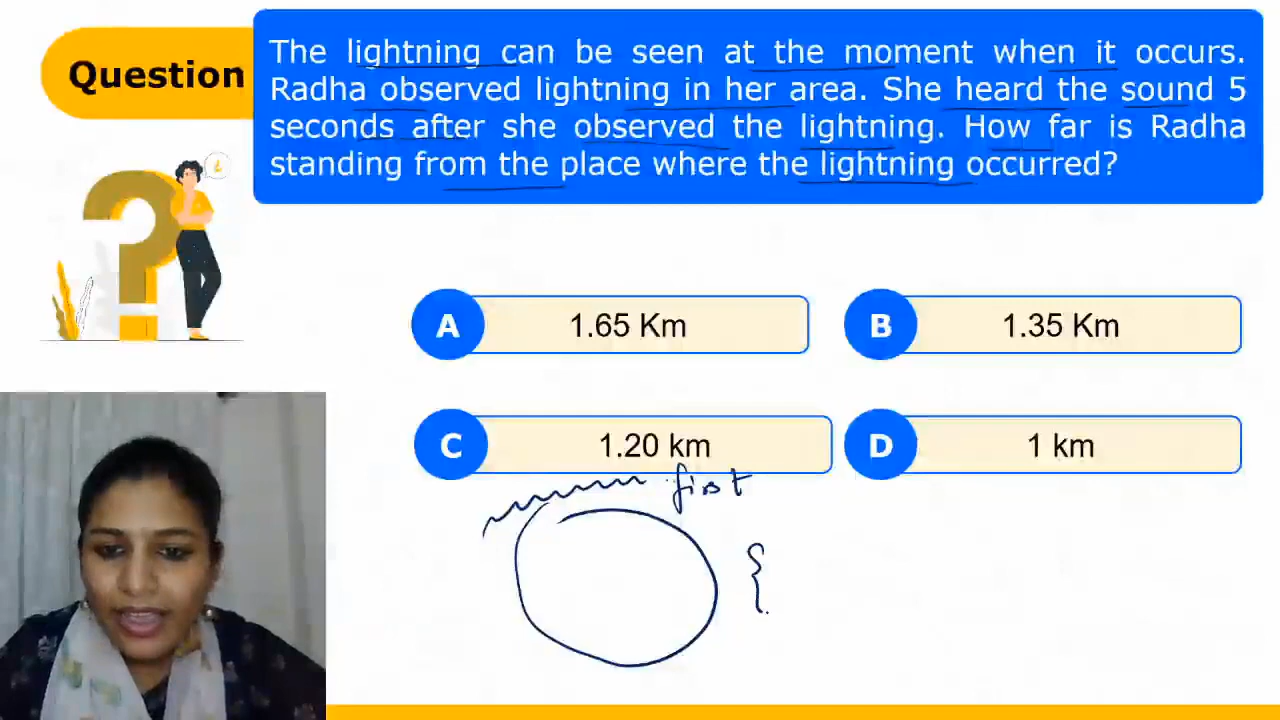 Question
The lightning can be seen at the moment when it occurs.
Radha observed lightning in her area. She heard the sound 5
seconds after she observed the lightning. How far is Radha
standing from the place where the lightning occurred?
A
1.65 Km
B
1.35 Km
C
1.20 km
D
1 km
first